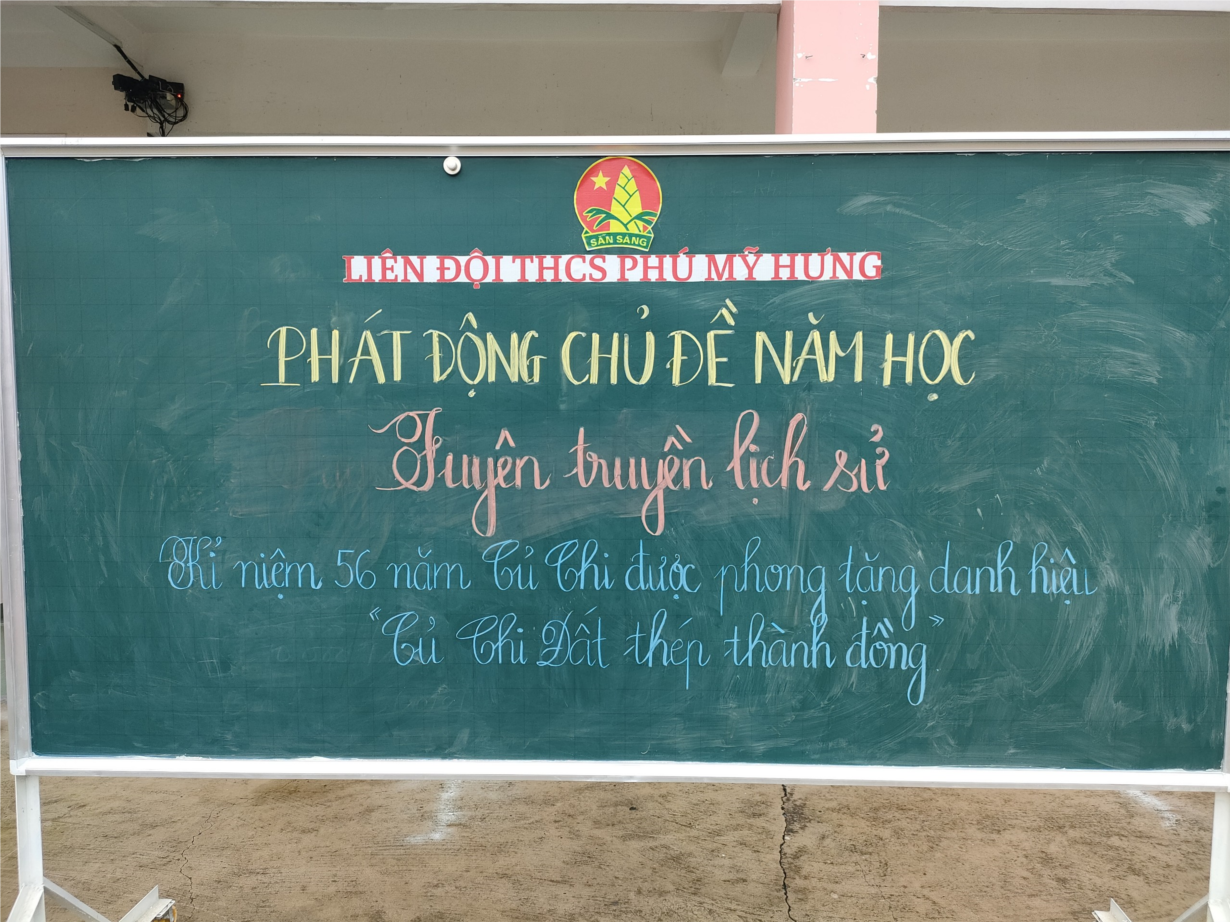 SẴN SÀNG
LIÊN ĐỘI THCS PHÚ MỸ HƯNG
PHÁT ĐỘNG CHỦ ĐỀ NĂM HỌC
Tuyên truyền lịch sử
Kỉ niệm 56 năm Củ Chi được phong tặng danh hiệu
"Củ Chi Đất thép thành đồng".